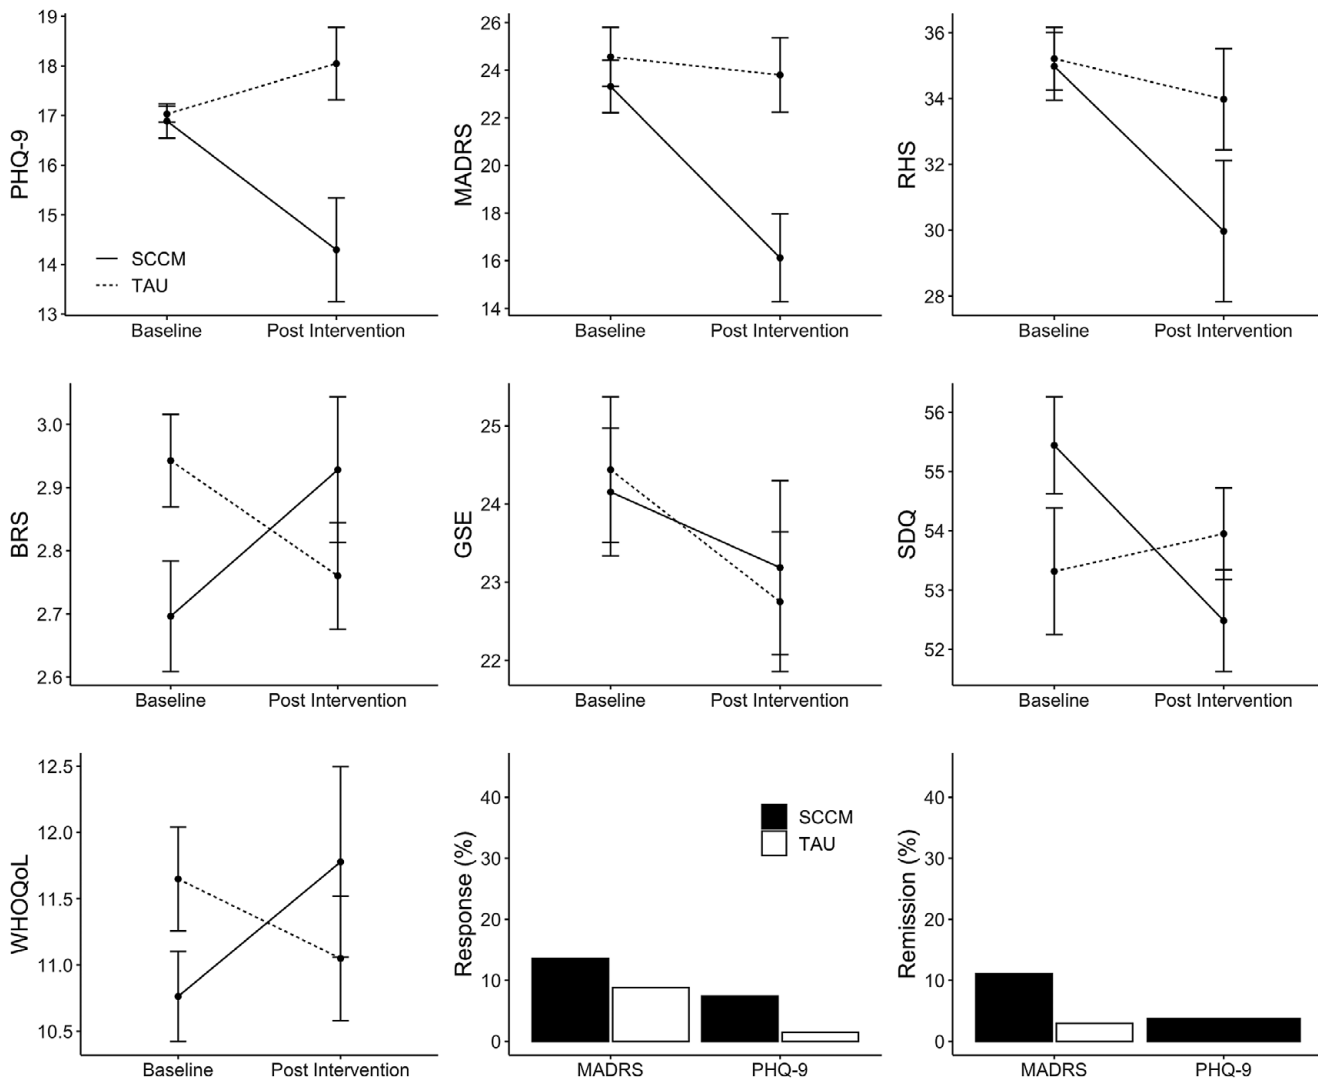 PHQ-9
19
18
17
16
15
14
13
SCCM
TAU
Baseline Post Intervention
MADRS
26
24
22
20
18
16
14
Baseline Post Intervention
RHS
36
34
32
30
28
Baseline Post Intervention
BRS
3.0
2.9
2.8
2.7
2.6
Baseline Post Intervention
GSE
25
24
23
22
Baseline Post Intervention
SDQ
56
55
54
53
52
Baseline Post Intervention
WHOQoL
12.5
12.0
11.5
11.0
10.5
Baseline Post Intervention
Response (%)
40
30
20
10
0
SCCM
TAU
MADRS PHQ-9
Remission (%)
40
30
20
10
0
MADRS PHQ-9